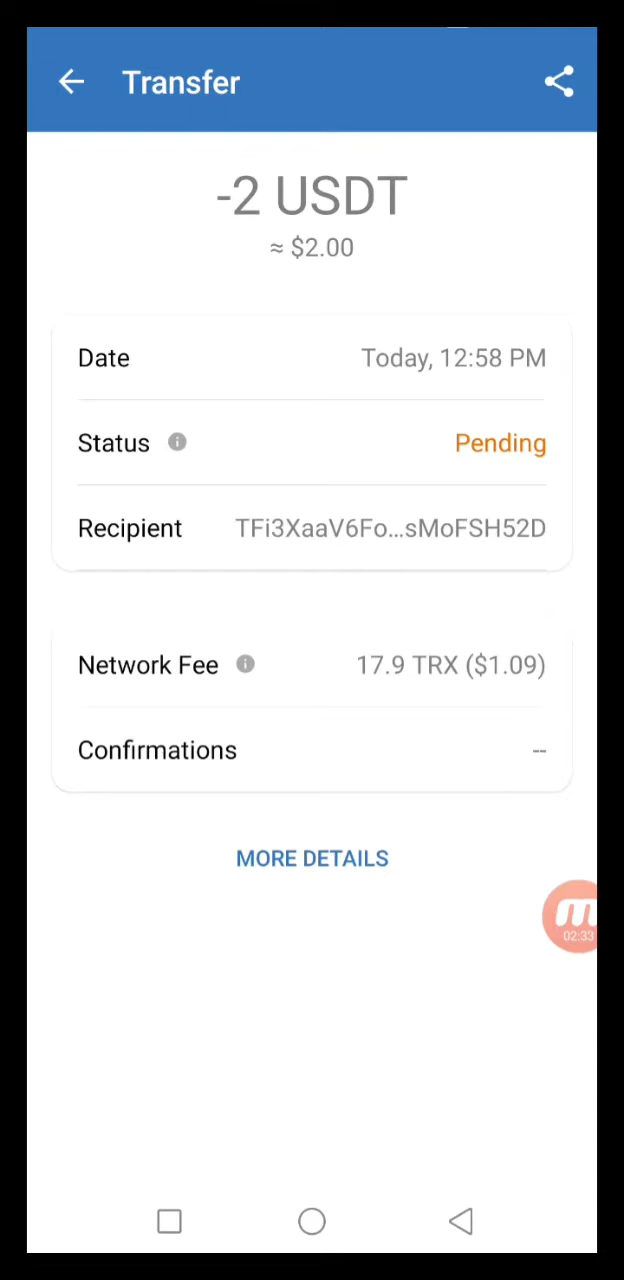 Transfer
-2 USDT
≈ $2.00
Date Today, 12:58 PM
Status Pending
Recipient TFi3XaaV6Fo...sMoFSH52D
Network Fee 17.9 TRX ($1.09)
Confirmations --
MORE DETAILS
02:33